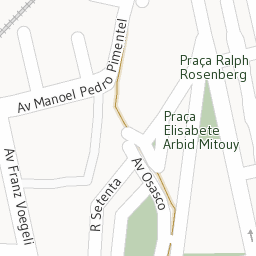 Praça Ralph
Rosenberg
Av Manoel Pedro Pimentel
Praça
Elisabete
Arbid Mitouy
Av Franz Voegeli
R Setenta
Av Osasco